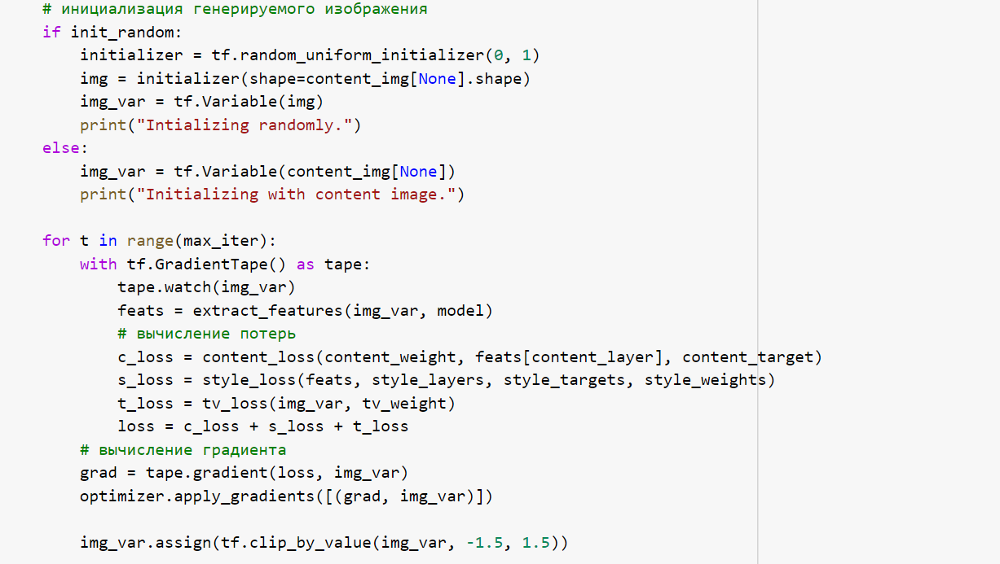 # инициализация генерируемого изображения
if init_random:
    initializer = tf.random_uniform_initializer(0, 1)
    img = initializer(shape=content_img[None].shape)
    img_var = tf.Variable(img)
    print("Intializing randomly.")
else:
    img_var = tf.Variable(content_img[None])
    print("Initializing with content image.")

for t in range(max_iter):
    with tf.GradientTape() as tape:
        tape.watch(img_var)
        feats = extract_features(img_var, model)
        # вычисление потерь
        c_loss = content_loss(content_weight, feats[content_layer], content_target)
        s_loss = style_loss(feats, style_layers, style_targets, style_weights)
        t_loss = tv_loss(img_var, tv_weight)
        loss = c_loss + s_loss + t_loss
    # вычисление градиента
    grad = tape.gradient(loss, img_var)
    optimizer.apply_gradients([(grad, img_var)])

    img_var.assign(tf.clip_by_value(img_var, -1.5, 1.5))